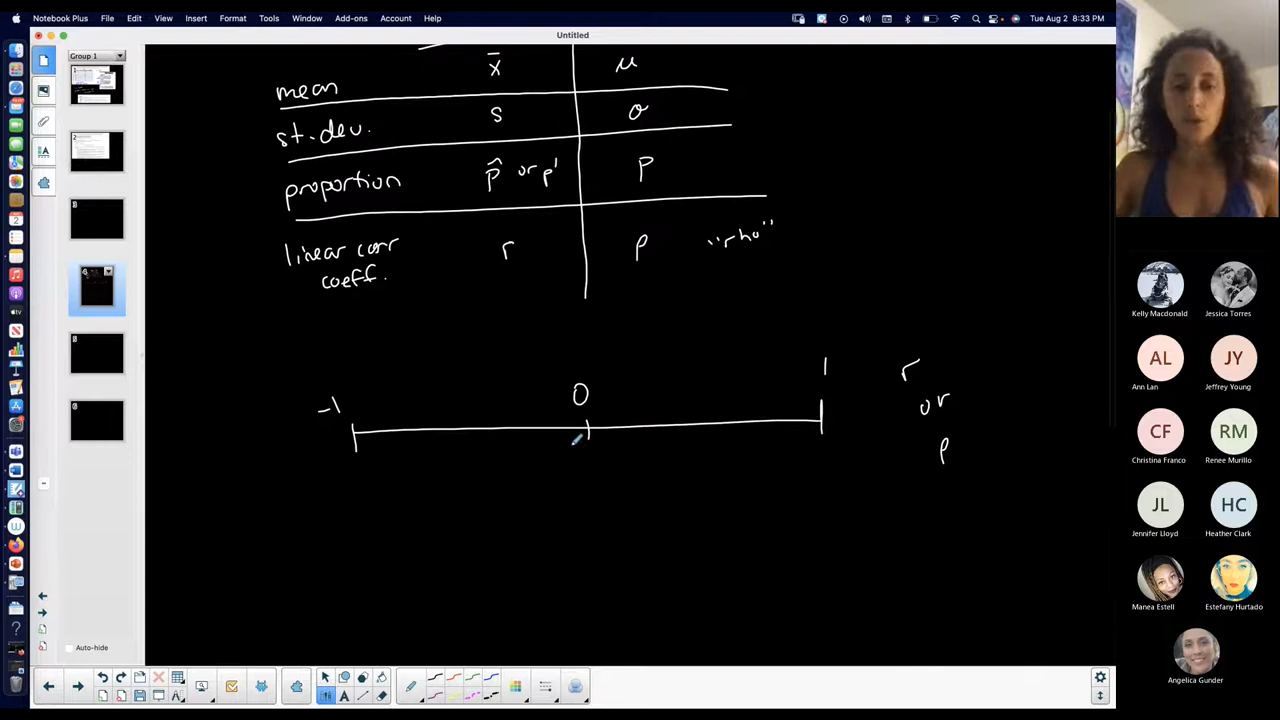 Notebook Plus File Edit View Insert Format Tools Window Add-ons Account Help Tue Aug 2 8:33 PM
Untitled
Group 1
x̄ μ
mean
st.dev. s σ
proportion p̂ or p' p
linear corr r ρ "rho"
coeff.
-1 0 1 r
or
ρ
Kelly Macdonald Jessica Torres
AL JY
Ann Lan Jeffrey Young
CF RM
Christina Franco Renee Murillo
JL HC
Jennifer Lloyd Heather Clark
Manea Estell Estefany Hurtado
Angelica Gunder
Auto-hide